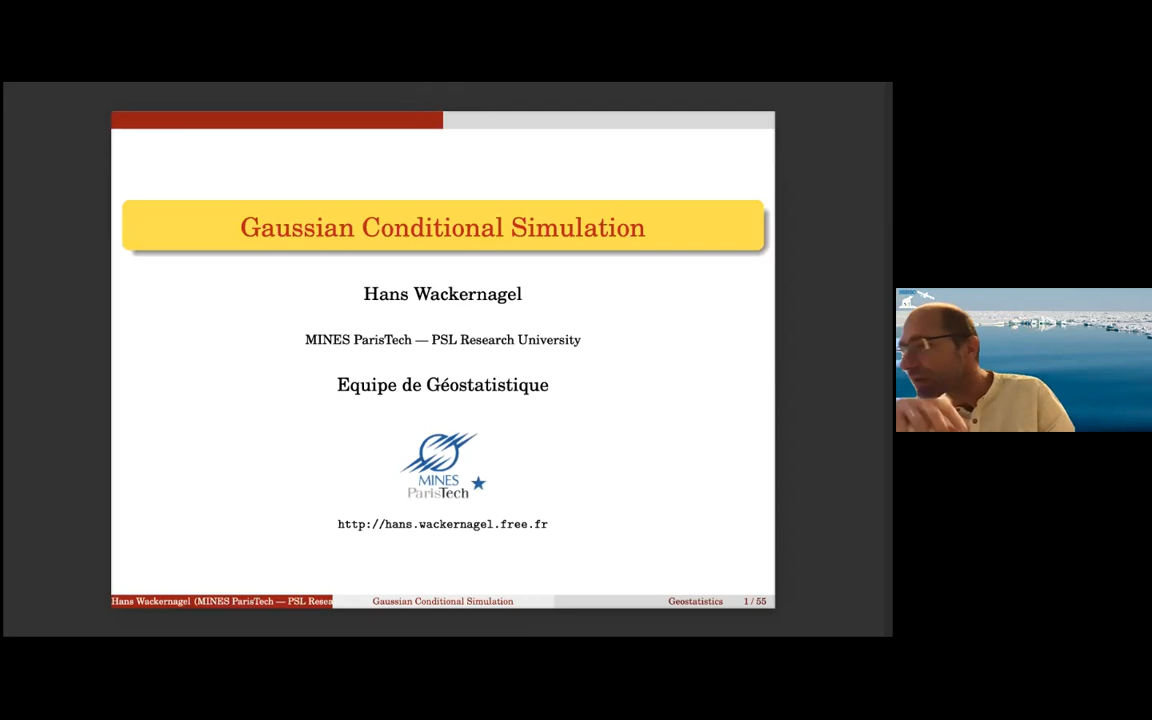 Gaussian Conditional Simulation
Hans Wackernagel
MINES ParisTech — PSL Research University
Equipe de Géostatistique
MINES
ParisTech
http://hans.wackernagel.free.fr
Hans Wackernagel (MINES ParisTech — PSL Resea
Gaussian Conditional Simulation
Geostatistics 1 / 55